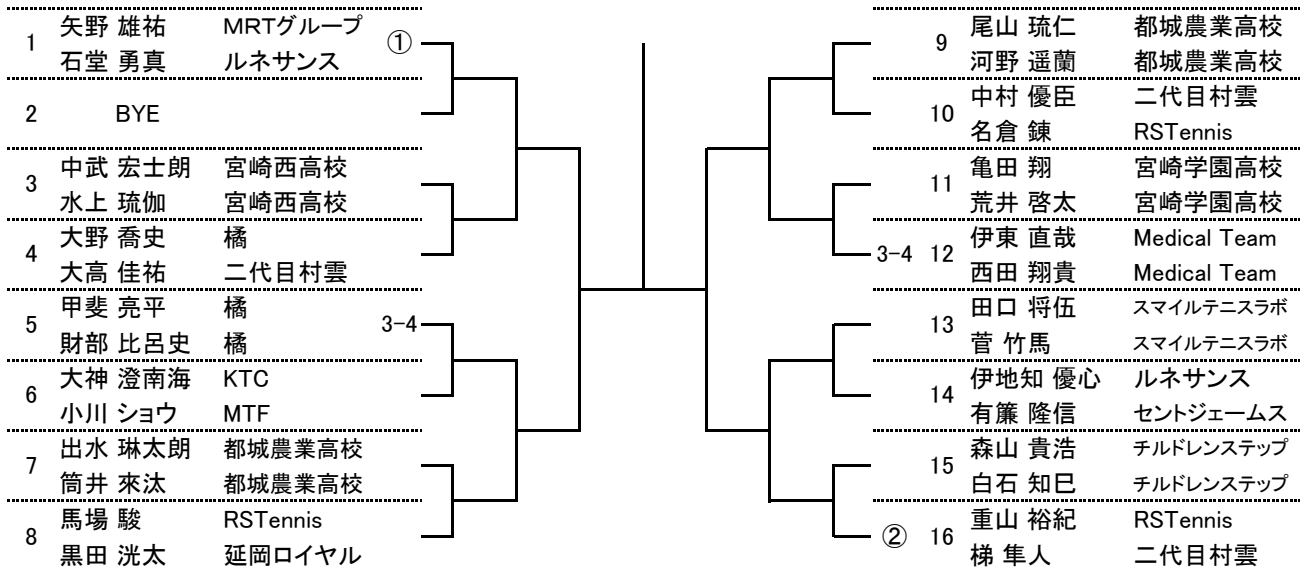 1 矢野 雄祐 MRTグループ ①
石堂 勇真 ルネサンス
2 BYE
3 中武 宏士朗 宮崎西高校
水上 琉伽 宮崎西高校
4 大野 喬史 橘
大高 佳祐 二代目村雲
5 甲斐 亮平 橘 3-4
財部 比呂史 橘
6 大神 澄南海 KTC
小川 ショウ MTF
7 出水 琳太朗 都城農業高校
筒井 來汰 都城農業高校
8 馬場 駿 RSTennis
黒田 洸太 延岡ロイヤル
9 尾山 琉仁 都城農業高校
河野 遥蘭 都城農業高校
10 中村 優臣 二代目村雲
名倉 錬 RSTennis
11 亀田 翔 宮崎学園高校
荒井 啓太 宮崎学園高校
3-4 12 伊東 直哉 Medical Team
西田 翔貴 Medical Team
13 田口 将伍 スマイルテニスラボ
菅 竹馬 スマイルテニスラボ
14 伊地知 優心 ルネサンス
有簾 隆信 セントジェームス
15 森山 貴浩 チルドレンステップ
白石 知巳 チルドレンステップ
② 16 重山 裕紀 RSTennis
梯 隼人 二代目村雲